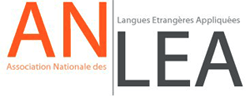 AN
Association Nationale des
Langues Etrangères Appliquées
LEA